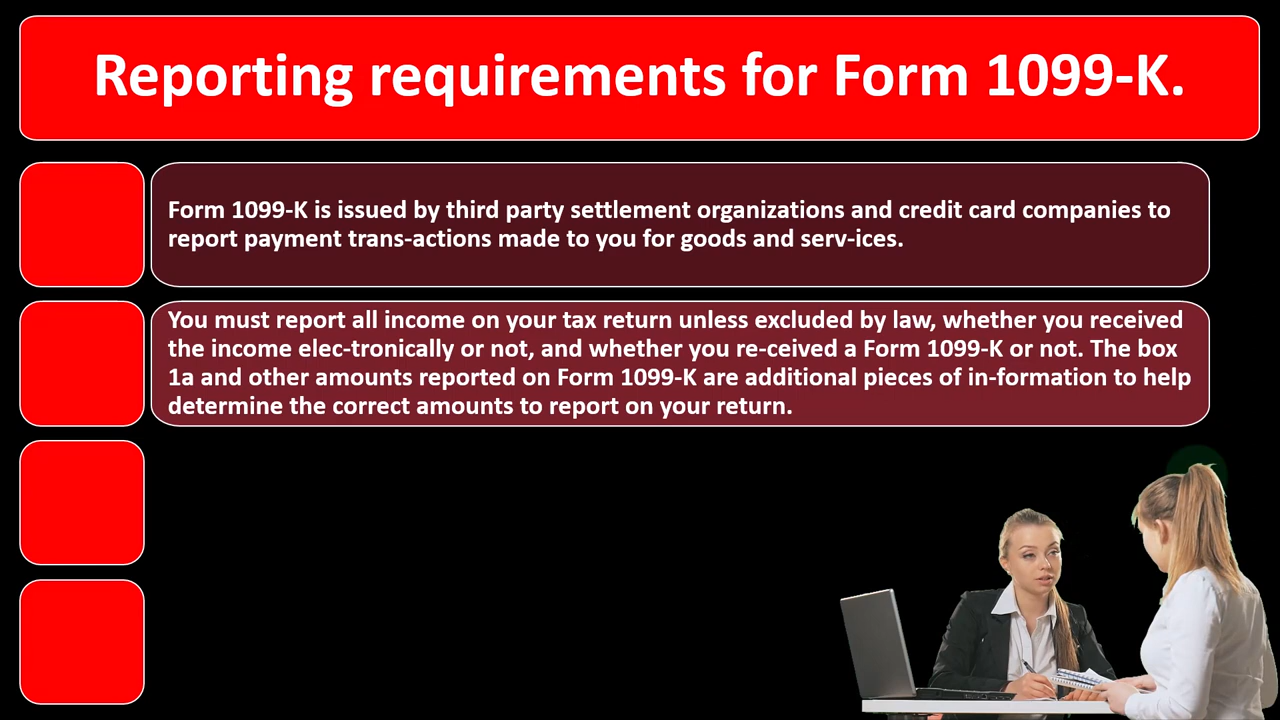 Reporting requirements for Form 1099-K.
Form 1099-K is issued by third party settlement organizations and credit card companies to
report payment trans-actions made to you for goods and serv-ices.
You must report all income on your tax return unless excluded by law, whether you received
the income elec-tronically or not, and whether you re-ceived a Form 1099-K or not. The box
1a and other amounts reported on Form 1099-K are additional pieces of in-formation to help
determine the correct amounts to report on your return.